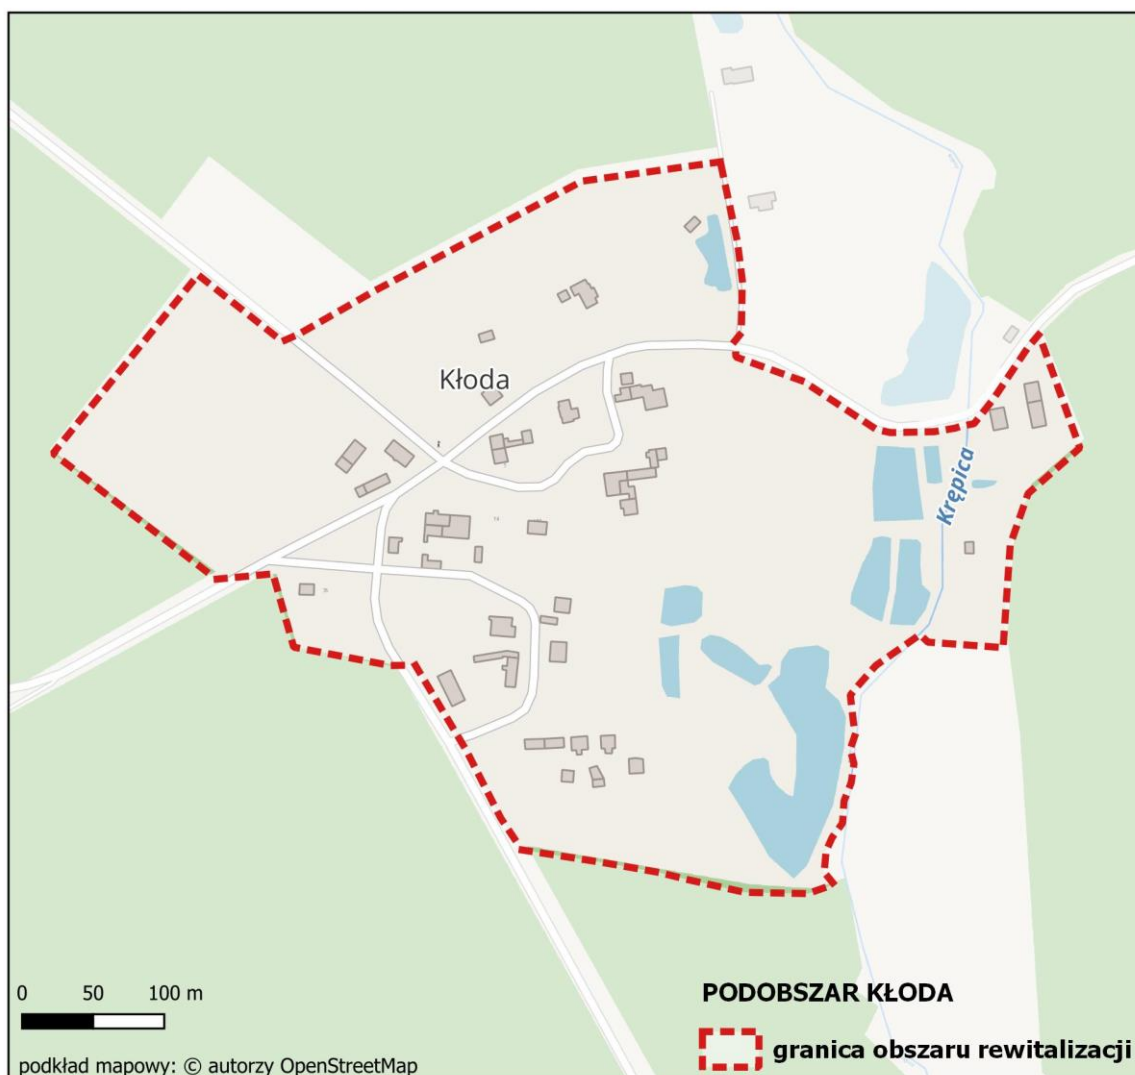 Kłoda
Krępica
0 50 100 m
podkład mapowy: © autorzy OpenStreetMap
PODOBSZAR KŁODA
granica obszaru rewitalizacji